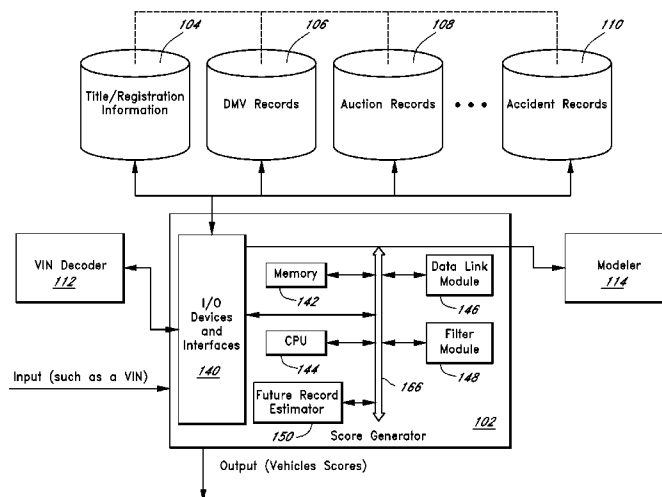 104
106
108
110
Title/Registration
Information
DMV Records
Auction Records
• • •
Accident Records
VIN Decoder
112
I/O
Devices
and
Interfaces
140
Memory
142
CPU
144
Future Record
Estimator
150
Data Link
Module
146
Filter
Module
148
166
102
Score Generator
Modeler
114
Input (such as a VIN)
Output (Vehicles Scores)